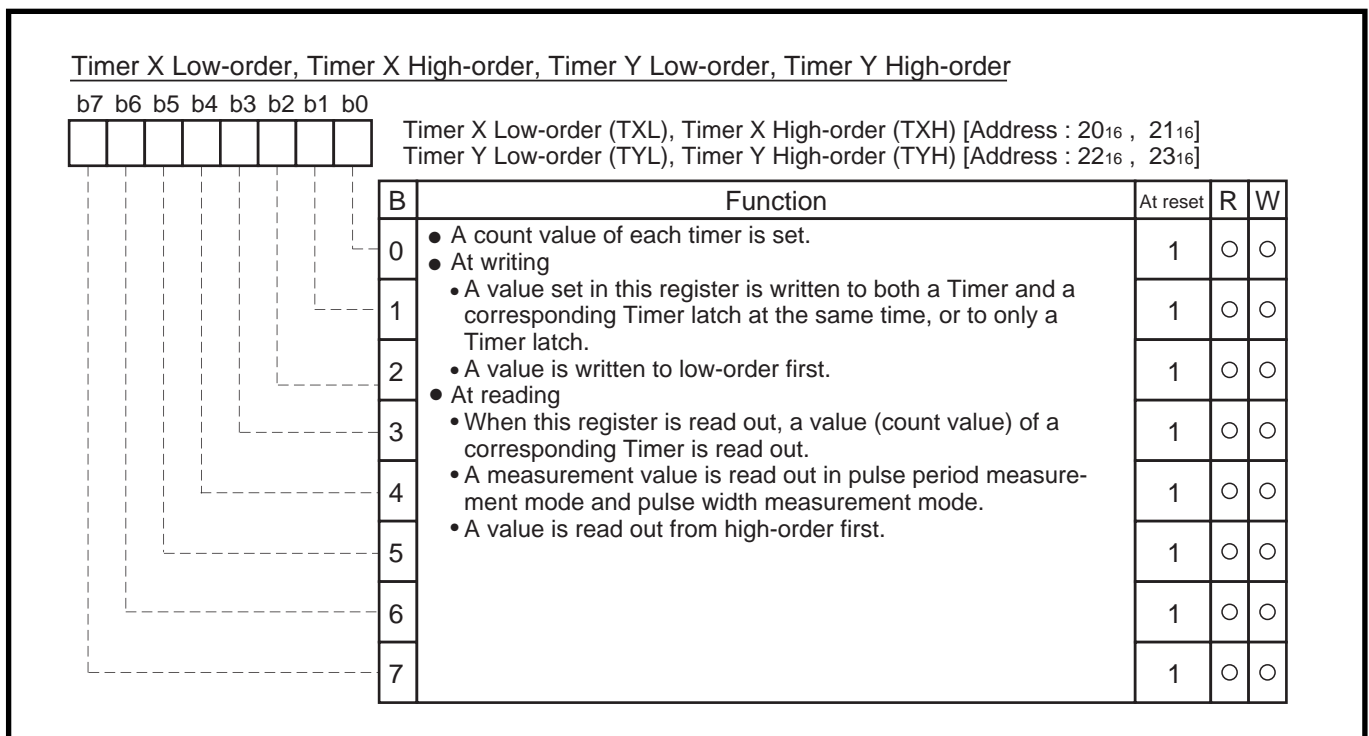 Timer X Low-order, Timer X High-order, Timer Y Low-order, Timer Y High-order
b7 b6 b5 b4 b3 b2 b1 b0
Timer X Low-order (TXL), Timer X High-order (TXH) [Address : 20₁₆ , 21₁₆]
Timer Y Low-order (TYL), Timer Y High-order (TYH) [Address : 22₁₆ , 23₁₆]
B Function At reset R W
0 ● A count value of each timer is set. 1 ○ ○
● At writing
• A value set in this register is written to both a Timer and a
1 corresponding Timer latch at the same time, or to only a 1 ○ ○
Timer latch.
2 • A value is written to low-order first. 1 ○ ○
● At reading
• When this register is read out, a value (count value) of a
3 corresponding Timer is read out. 1 ○ ○
• A measurement value is read out in pulse period measure-
4 ment mode and pulse width measurement mode. 1 ○ ○
• A value is read out from high-order first.
5 1 ○ ○
6 1 ○ ○
7 1 ○ ○